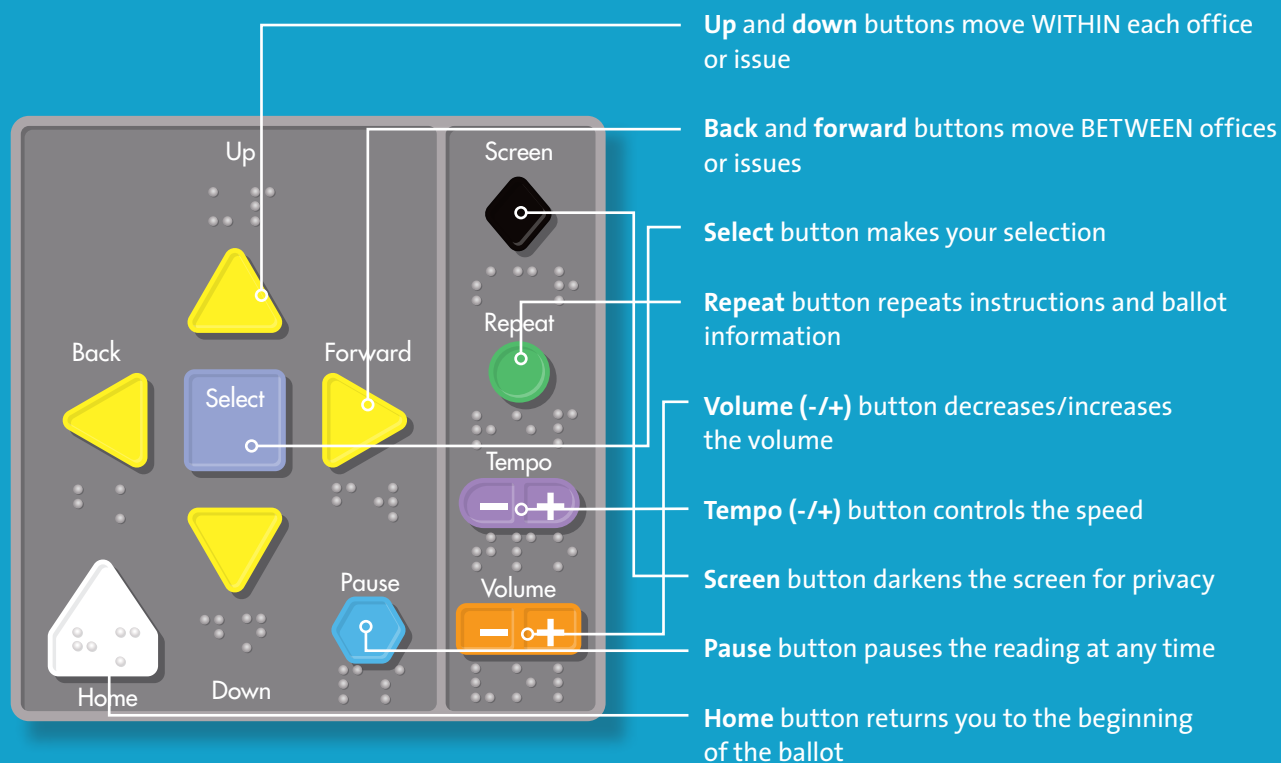 Up
Screen
Repeat
Back
Forward
Select
Tempo
- +
Pause
Volume
- +
Home
Down
Up and down buttons move WITHIN each office
or issue
Back and forward buttons move BETWEEN offices
or issues
Select button makes your selection
Repeat button repeats instructions and ballot
information
Volume (-/+) button decreases/increases
the volume
Tempo (-/+) button controls the speed
Screen button darkens the screen for privacy
Pause button pauses the reading at any time
Home button returns you to the beginning
of the ballot